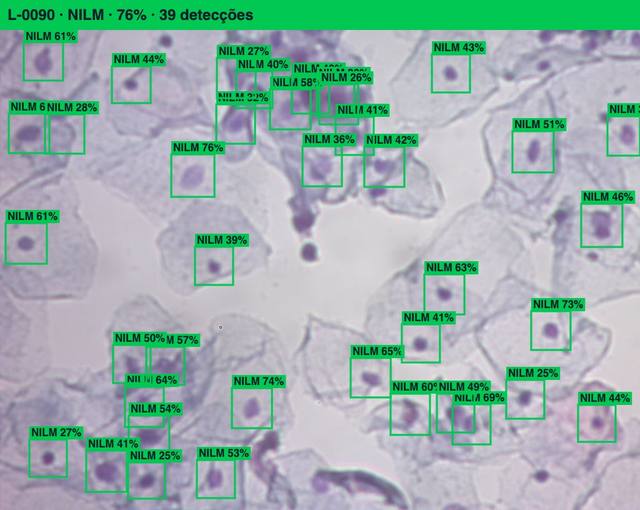 L-0090 · NILM · 76% · 39 detecções
NILM 61%
NILM 44%
NILM 27%
NILM 40%
NILM 43%
NILM 26%
NILM 58%
NILM 28%
NILM 32%
NILM 41%
NILM 51%
NILM 36%
NILM 42%
NILM 76%
NILM 46%
NILM 61%
NILM 39%
NILM 63%
NILM 73%
NILM 41%
NILM 50%
57%
NILM 65%
NILM 25%
NILM 64%
NILM 74%
NILM 60%
NILM 49%
NILM 69%
NILM 44%
NILM 54%
NILM 27%
NILM 41%
NILM 25%
NILM 53%